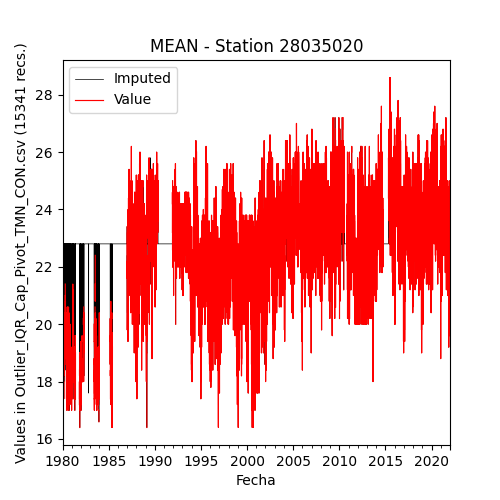 MEAN - Station 28035020
Values in Outlier_IQR_Cap_Pivot_TMN_CON.csv (15341 recs.)
Imputed
Value
28
26
24
22
20
18
16
1980 1985 1990 1995 2000 2005 2010 2015 2020
Fecha